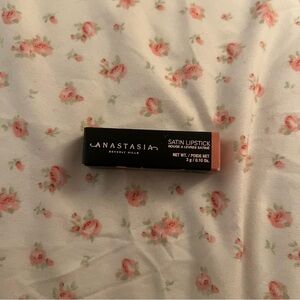 ANASTASIA
BEVERLY HILLS
SATIN LIPSTICK
ROUGE À LÈVRES SATINÉ
NET WT. / POIDS NET
3 g / 0.10 Oz.